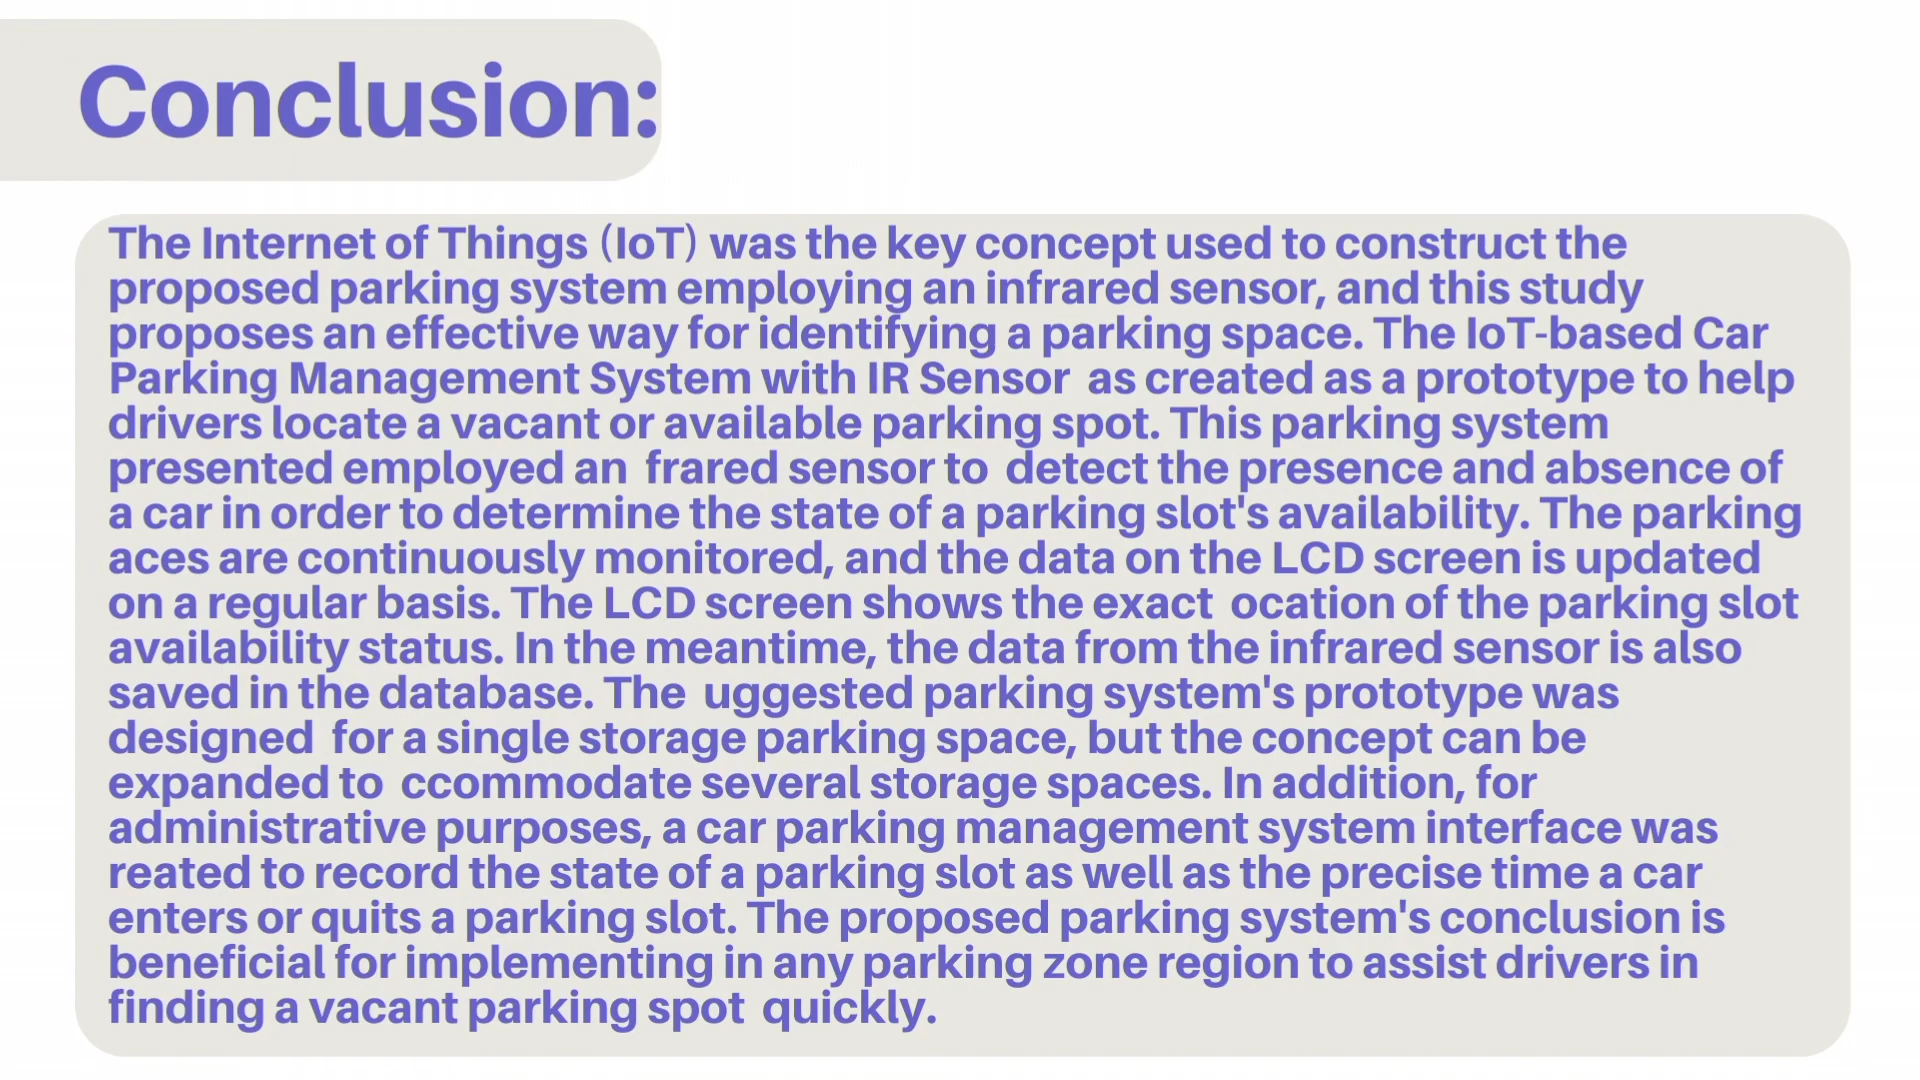 Conclusion:
The Internet of Things (IoT) was the key concept used to construct the
proposed parking system employing an infrared sensor, and this study
proposes an effective way for identifying a parking space. The IoT-based Car
Parking Management System with IR Sensor  as created as a prototype to help
drivers locate a vacant or available parking spot. This parking system
presented employed an  frared sensor to  detect the presence and absence of
a car in order to determine the state of a parking slot's availability. The parking
aces are continuously monitored, and the data on the LCD screen is updated
on a regular basis. The LCD screen shows the exact  ocation of the parking slot
availability status. In the meantime, the data from the infrared sensor is also
saved in the database. The  uggested parking system's prototype was
designed  for a single storage parking space, but the concept can be
expanded to  ccommodate several storage spaces. In addition, for
administrative purposes, a car parking management system interface was
reated to record the state of a parking slot as well as the precise time a car
enters or quits a parking slot. The proposed parking system's conclusion is
beneficial for implementing in any parking zone region to assist drivers in
finding a vacant parking spot  quickly.